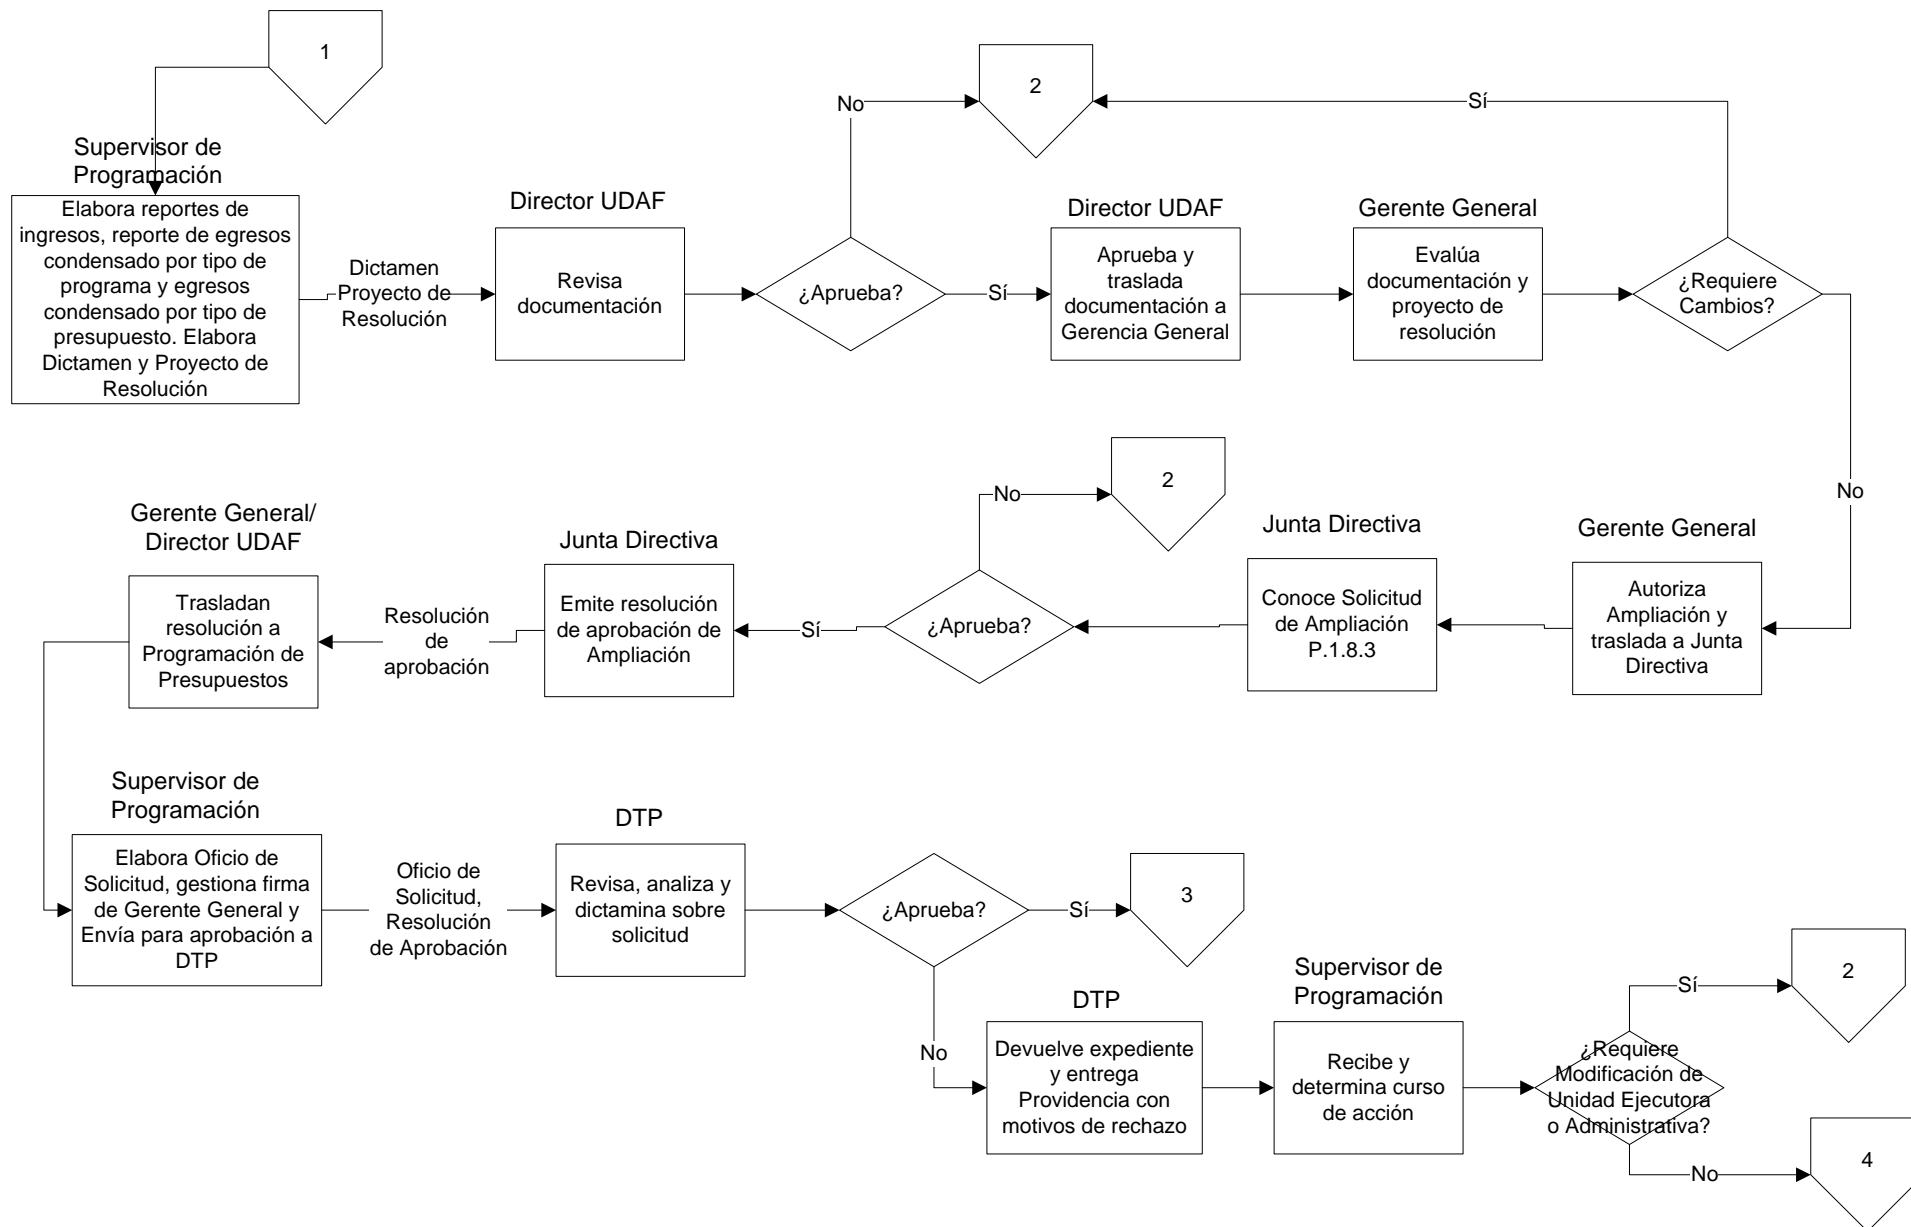 1
Supervisor de
Programación
Elabora reportes de
ingresos, reporte de egresos
condensado por tipo de
programa y egresos
condensado por tipo de
presupuesto. Elabora
Dictamen y Proyecto de
Resolución
Dictamen
Proyecto de
Resolución
Director UDAF
Revisa
documentación
¿Aprueba?
No
2
Sí
Director UDAF
Aprueba y
traslada
documentación a
Gerencia General
Gerente General
Evalúa
documentación y
proyecto de
resolución
¿Requiere
Cambios?
Sí
No
Gerente General
Autoriza
Ampliación y
traslada a Junta
Directiva
Junta Directiva
Conoce Solicitud
de Ampliación
P.1.8.3
¿Aprueba?
No
2
Sí
Junta Directiva
Emite resolución
de aprobación de
Ampliación
Resolución
de
aprobación
Gerente General/
Director UDAF
Trasladan
resolución a
Programación de
Presupuestos
Supervisor de
Programación
Elabora Oficio de
Solicitud, gestiona firma
de Gerente General y
Envía para aprobación a
DTP
Oficio de
Solicitud,
Resolución
de Aprobación
DTP
Revisa, analiza y
dictamina sobre
solicitud
¿Aprueba?
Sí
3
No
DTP
Devuelve expediente
y entrega
Providencia con
motivos de rechazo
Supervisor de
Programación
Recibe y
determina curso
de acción
¿Requiere
Modificación de
Unidad Ejecutora
o Administrativa?
Sí
2
No
4